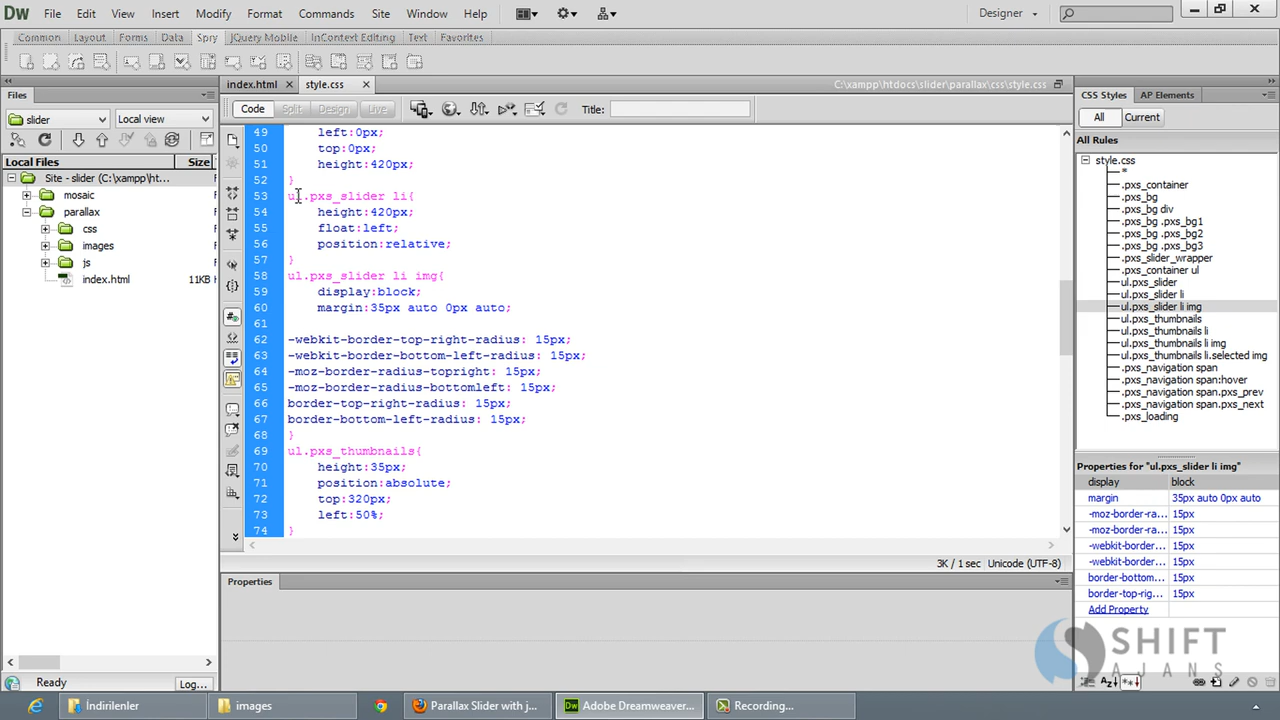 Dw File Edit View Insert Modify Format Commands Site Window Help Designer
Common Layout Forms Data Spry jQuery Mobile InContext Editing Text Favorites
Files
slider Local view
Local Files Size
Site - slider (C:\xampp\ht...
mosaic
parallax
css
images
js
index.html 11KB
Ready Log...
index.html style.css C:\xampp\htdocs\slider\parallax\css\style.css
Code Split Design Live Title:
49 left:0px;
50 top:0px;
51 height:420px;
52 }
53 ul.pxs_slider li{
54 height:420px;
55 float:left;
56 position:relative;
57 }
58 ul.pxs_slider li img{
59 display:block;
60 margin:35px auto 0px auto;
61
62 -webkit-border-top-right-radius: 15px;
63 -webkit-border-bottom-left-radius: 15px;
64 -moz-border-radius-topright: 15px;
65 -moz-border-radius-bottomleft: 15px;
66 border-top-right-radius: 15px;
67 border-bottom-left-radius: 15px;
68 }
69 ul.pxs_thumbnails{
70 height:35px;
71 position:absolute;
72 top:320px;
73 left:50%;
74 }
3K / 1 sec Unicode (UTF-8)
Properties
CSS Styles AP Elements
All Current
All Rules
style.css
*
.pxs_container
.pxs_bg
.pxs_bg div
.pxs_bg .pxs_bg1
.pxs_bg .pxs_bg2
.pxs_bg .pxs_bg3
.pxs_slider_wrapper
.pxs_container ul
ul.pxs_slider
ul.pxs_slider li
ul.pxs_slider li img
ul.pxs_thumbnails
ul.pxs_thumbnails li
ul.pxs_thumbnails li img
ul.pxs_thumbnails li.selected img
.pxs_navigation span
.pxs_navigation span:hover
.pxs_navigation span.pxs_prev
.pxs_navigation span.pxs_next
.pxs_loading
Properties for "ul.pxs_slider li img"
display block
margin 35px auto 0px auto
-moz-border-ra... 15px
-moz-border-ra... 15px
-webkit-border... 15px
-webkit-border... 15px
border-bottom... 15px
border-top-rig... 15px
Add Property
SHIFT
AJANS
İndirilenler images Parallax Slider with j... Dw Adobe Dreamweaver... Recording...